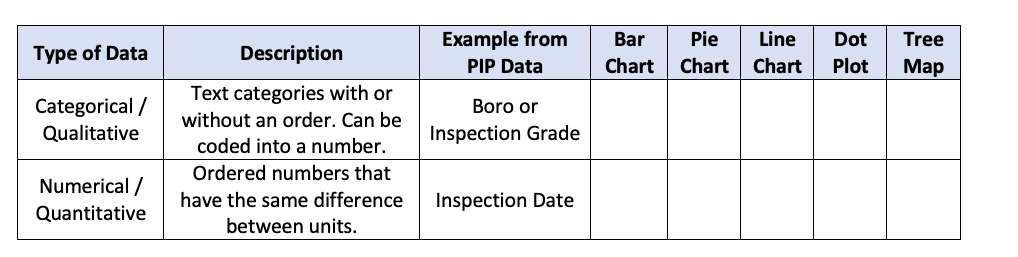 Type of Data
Description
Example from
PIP Data
Bar
Chart
Pie
Chart
Line
Chart
Dot
Plot
Tree
Map
Categorical /
Qualitative
Text categories with or
without an order. Can be
coded into a number.
Boro or
Inspection Grade
Numerical /
Quantitative
Ordered numbers that
have the same difference
between units.
Inspection Date